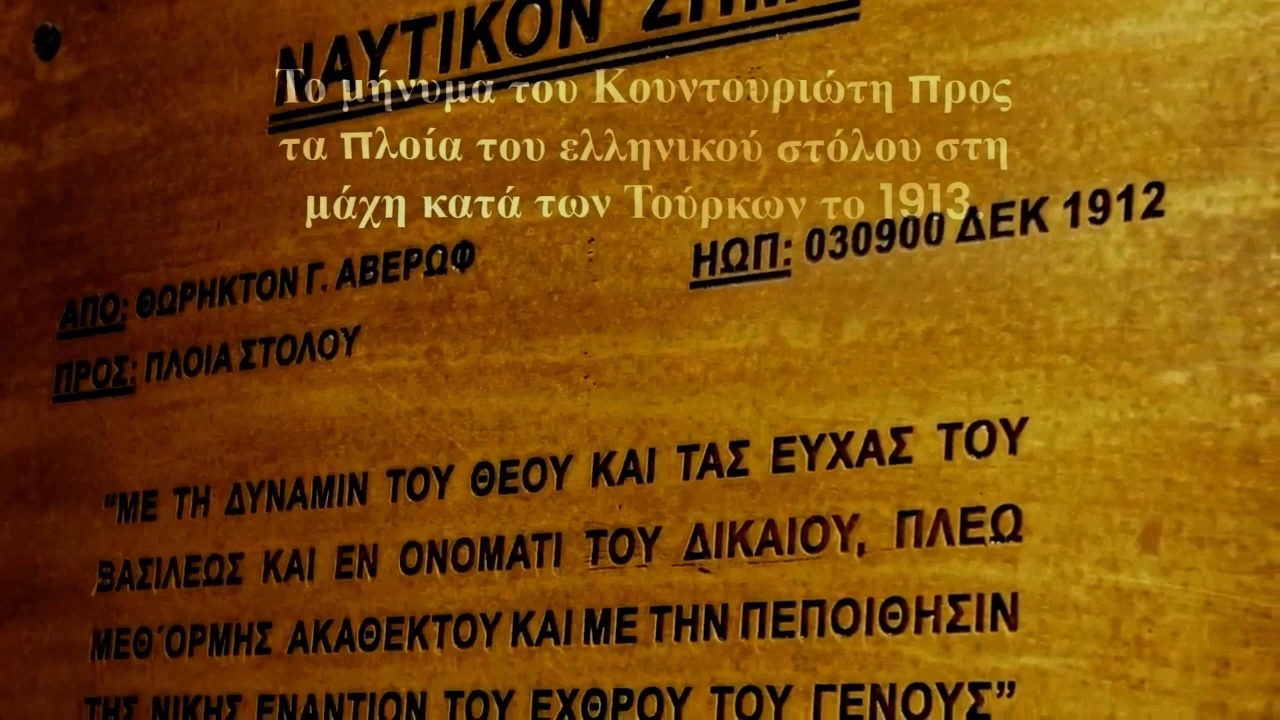 ΝΑΥΤΙΚΟΝ
Το μήνυμα του Κουντουριώτη προς
τα πλοία του ελληνικού στόλου στη
μάχη κατά των Τούρκων το 1913
ΗΩΠ: 030900 ΔΕΚ 1912
ΑΠΟ: ΘΩΡΗΚΤΟΝ Γ. ΑΒΕΡΩΦ
ΠΡΟΣ: ΠΛΟΙΑ ΣΤΟΛΟΥ
“ΜΕ ΤΗ ΔΥΝΑΜΙΝ ΤΟΥ ΘΕΟΥ ΚΑΙ ΤΑΣ ΕΥΧΑΣ ΤΟΥ
ΒΑΣΙΛΕΩΣ ΚΑΙ ΕΝ ΟΝΟΜΑΤΙ ΤΟΥ ΔΙΚΑΙΟΥ, ΠΛΕΩ
ΜΕΘ΄ΟΡΜΗΣ ΑΚΑΘΕΚΤΟΥ ΚΑΙ ΜΕ ΤΗΝ ΠΕΠΟΙΘΗΣΙΝ
ΤΗΣ ΝΙΚΗΣ ΕΝΑΝΤΙΟΝ ΤΟΥ ΕΧΘΡΟΥ ΤΟΥ ΓΕΝΟΥΣ”